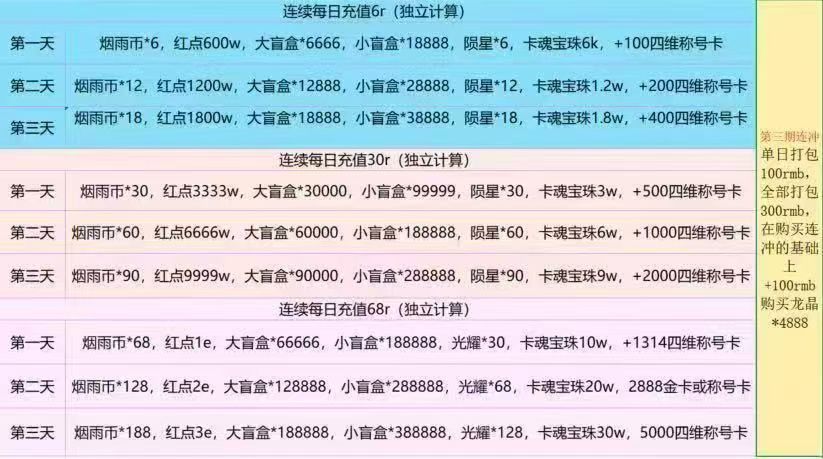 连续每日充值6r（独立计算）
第一天 烟雨币*6，红点600w，大盲盒*6666，小盲盒*18888，陨星*6，卡魂宝珠6k，+100四维称号卡
第二天 烟雨币*12，红点1200w，大盲盒*12888，小盲盒*28888，陨星*12，卡魂宝珠1.2w，+200四维称号卡
第三天 烟雨币*18，红点1800w，大盲盒*18888，小盲盒*38888，陨星*18，卡魂宝珠1.8w，+400四维称号卡
连续每日充值30r（独立计算）
第一天 烟雨币*30，红点3333w，大盲盒*30000，小盲盒*99999，陨星*30，卡魂宝珠3w，+500四维称号卡
第二天 烟雨币*60，红点6666w，大盲盒*60000，小盲盒*188888，陨星*60，卡魂宝珠6w，+1000四维称号卡
第三天 烟雨币*90，红点9999w，大盲盒*90000，小盲盒*288888，陨星*90，卡魂宝珠9w，+2000四维称号卡
连续每日充值68r（独立计算）
第一天 烟雨币*68，红点1e，大盲盒*66666，小盲盒*188888，光耀*30，卡魂宝珠10w，+1314四维称号卡
第二天 烟雨币*128，红点2e，大盲盒*128888，小盲盒*288888，光耀*68，卡魂宝珠20w，2888金卡或称号卡
第三天 烟雨币*188，红点3e，大盲盒*188888，小盲盒*388888，光耀*128，卡魂宝珠30w，5000四维称号卡
第三期连冲
单日打包
100rmb，
全部打包
300rmb，
在购买连
冲的基础
上
+100rmb
购买龙晶
*4888